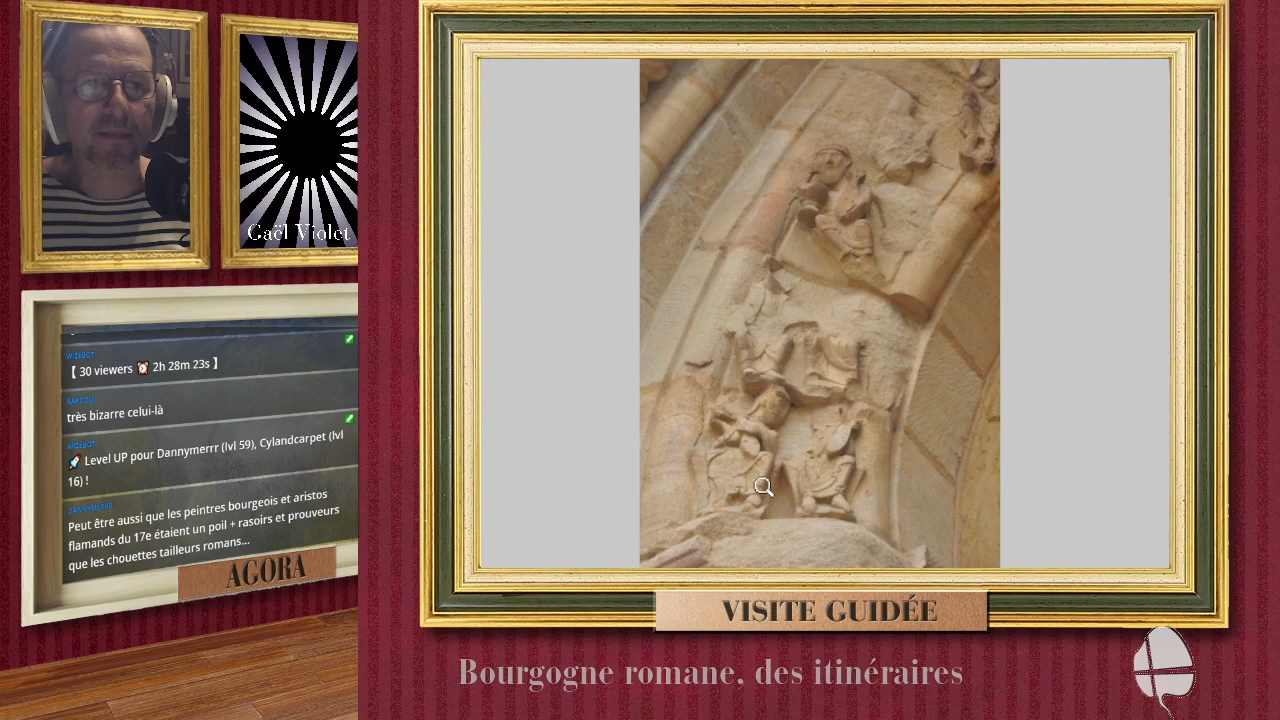 Gaël Violet
WIZEBOT
【 30 viewers ⏰ 2h 28m 23s 】
très bizarre celui-là
WIZEBOT
🚀 Level UP pour Dannymerrr (lvl 59), Cylandcarpet (lvl
16) !
DANNYMERRR
Peut être aussi que les peintres bourgeois et aristos
flamands du 17e étaient un poil + rasoirs et prouveurs
que les chouettes tailleurs romans...
AGORA
VISITE GUIDÉE
Bourgogne romane, des itinéraires